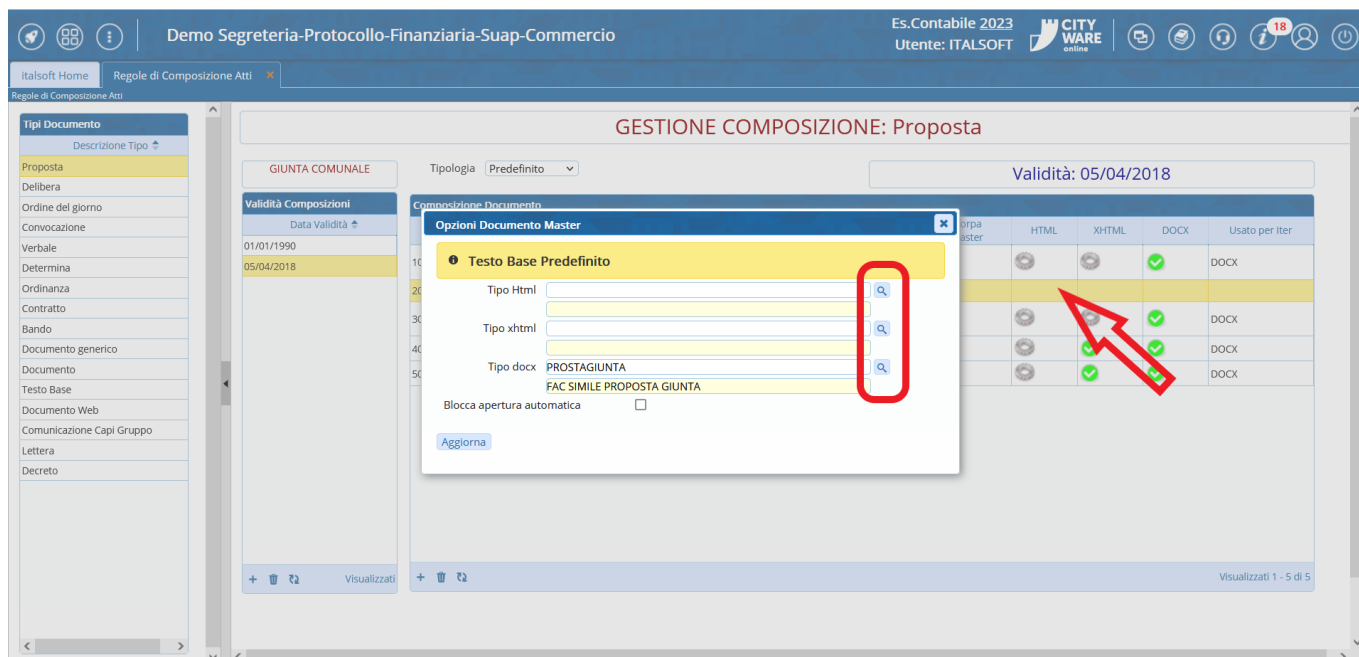 Demo Segreteria-Protocollo-Finanziaria-Suap-Commercio
Es.Contabile 2023
Utente: ITALSOFT
CITY
WARE
online
18
italsoft Home
Regole di Composizione Atti
Regole di Composizione Atti
Tipi Documento
Descrizione Tipo
Proposta
Delibera
Ordine del giorno
Convocazione
Verbale
Determina
Ordinanza
Contratto
Bando
Documento generico
Documento
Testo Base
Documento Web
Comunicazione Capi Gruppo
Lettera
Decreto
GESTIONE COMPOSIZIONE: Proposta
GIUNTA COMUNALE
Tipologia Predefinito
Validità: 05/04/2018
Validità Composizioni
Data Validità
01/01/1990
05/04/2018
Visualizzati
Composizione Documento
HTML XHTML DOCX Usato per Iter
DOCX
DOCX
DOCX
DOCX
Opzioni Documento Master
Testo Base Predefinito
Tipo Html
Tipo xhtml
Tipo docx PROSTAGIUNTA
FAC SIMILE PROPOSTA GIUNTA
Blocca apertura automatica
Aggiorna
Visualizzati 1 - 5 di 5